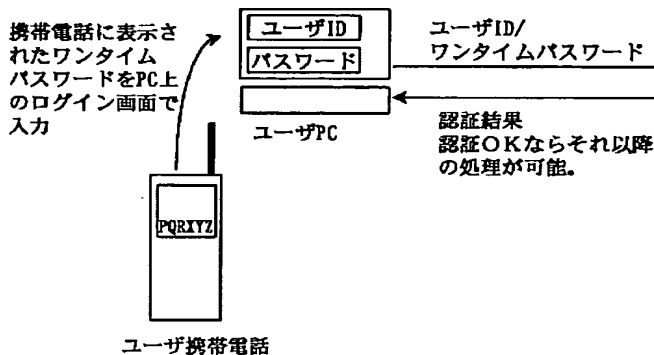 携帯電話に表示さ
れたワンタイム
パスワードをPC上
のログイン画面で
入力
ユーザID
パスワード
ユーザPC
ユーザID/
ワンタイムパスワード
認証結果
認証OKならそれ以降
の処理が可能。
PQRXYZ
ユーザ携帯電話